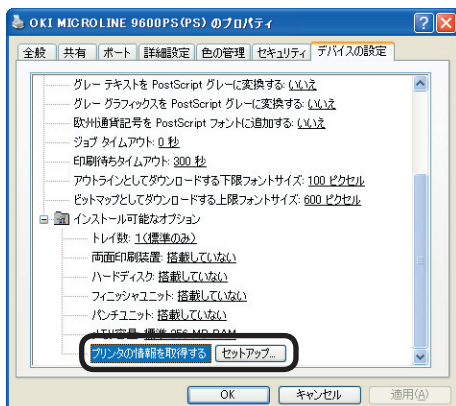 OKI MICROLINE 9600PS(PS) のプロパティ
全般 共有 ポート 詳細設定 色の管理 セキュリティ デバイスの設定
グレー テキストを PostScript グレーに変換する: いいえ
グレー グラフィックスを PostScript グレーに変換する: いいえ
欧州通貨記号を PostScript フォントに追加する: いいえ
ジョブ タイムアウト: 0 秒
印刷待ちタイムアウト: 300 秒
アウトラインとしてダウンロードする下限フォントサイズ: 100 ピクセル
ビットマップとしてダウンロードする上限フォントサイズ: 600 ピクセル
インストール可能なオプション
トレイ数: 1(標準のみ)
両面印刷装置: 搭載していない
ハードディスク: 搭載していない
フィニッシャユニット: 搭載していない
パンチユニット: 搭載していない
メモリ容量: 標準 256 MB RAM
プリンタの情報を取得する セットアップ...
OK キャンセル 適用(A)